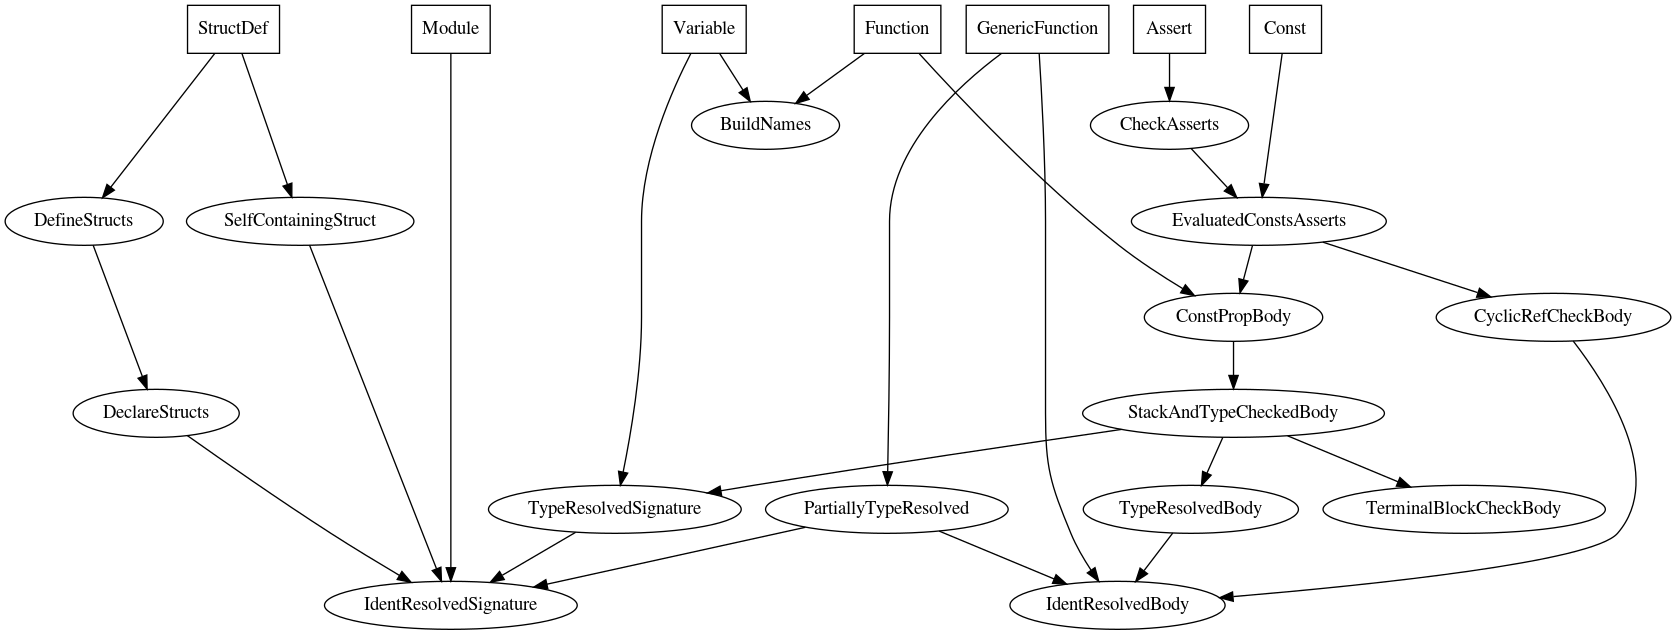 StructDef
Module
Variable
Function
GenericFunction
Assert
Const
BuildNames
CheckAsserts
DefineStructs
SelfContainingStruct
EvaluatedConstsAsserts
ConstPropBody
CyclicRefCheckBody
DeclareStructs
StackAndTypeCheckedBody
TypeResolvedSignature
PartiallyTypeResolved
TypeResolvedBody
TerminalBlockCheckBody
IdentResolvedSignature
IdentResolvedBody